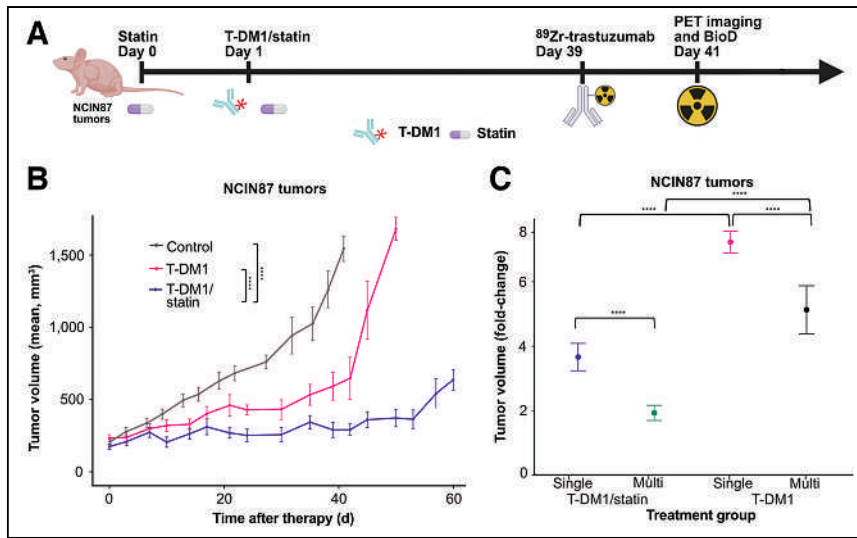 A
Statin
Day 0
T-DM1/statin
Day 1
89Zr-trastuzumab
Day 39
PET imaging
and BioD
Day 41
NCIN87
tumors
T-DM1
Statin
B
NCIN87 tumors
Control
T-DM1
T-DM1/
statin
****
****
Tumor volume (mean, mm³)
1,500
1,000
500
0
0
20
40
60
Time after therapy (d)
C
NCIN87 tumors
****
****
****
****
Tumor volume (fold-change)
8
6
4
2
0
Single Multi Single Multi
T-DM1/statin T-DM1
Treatment group